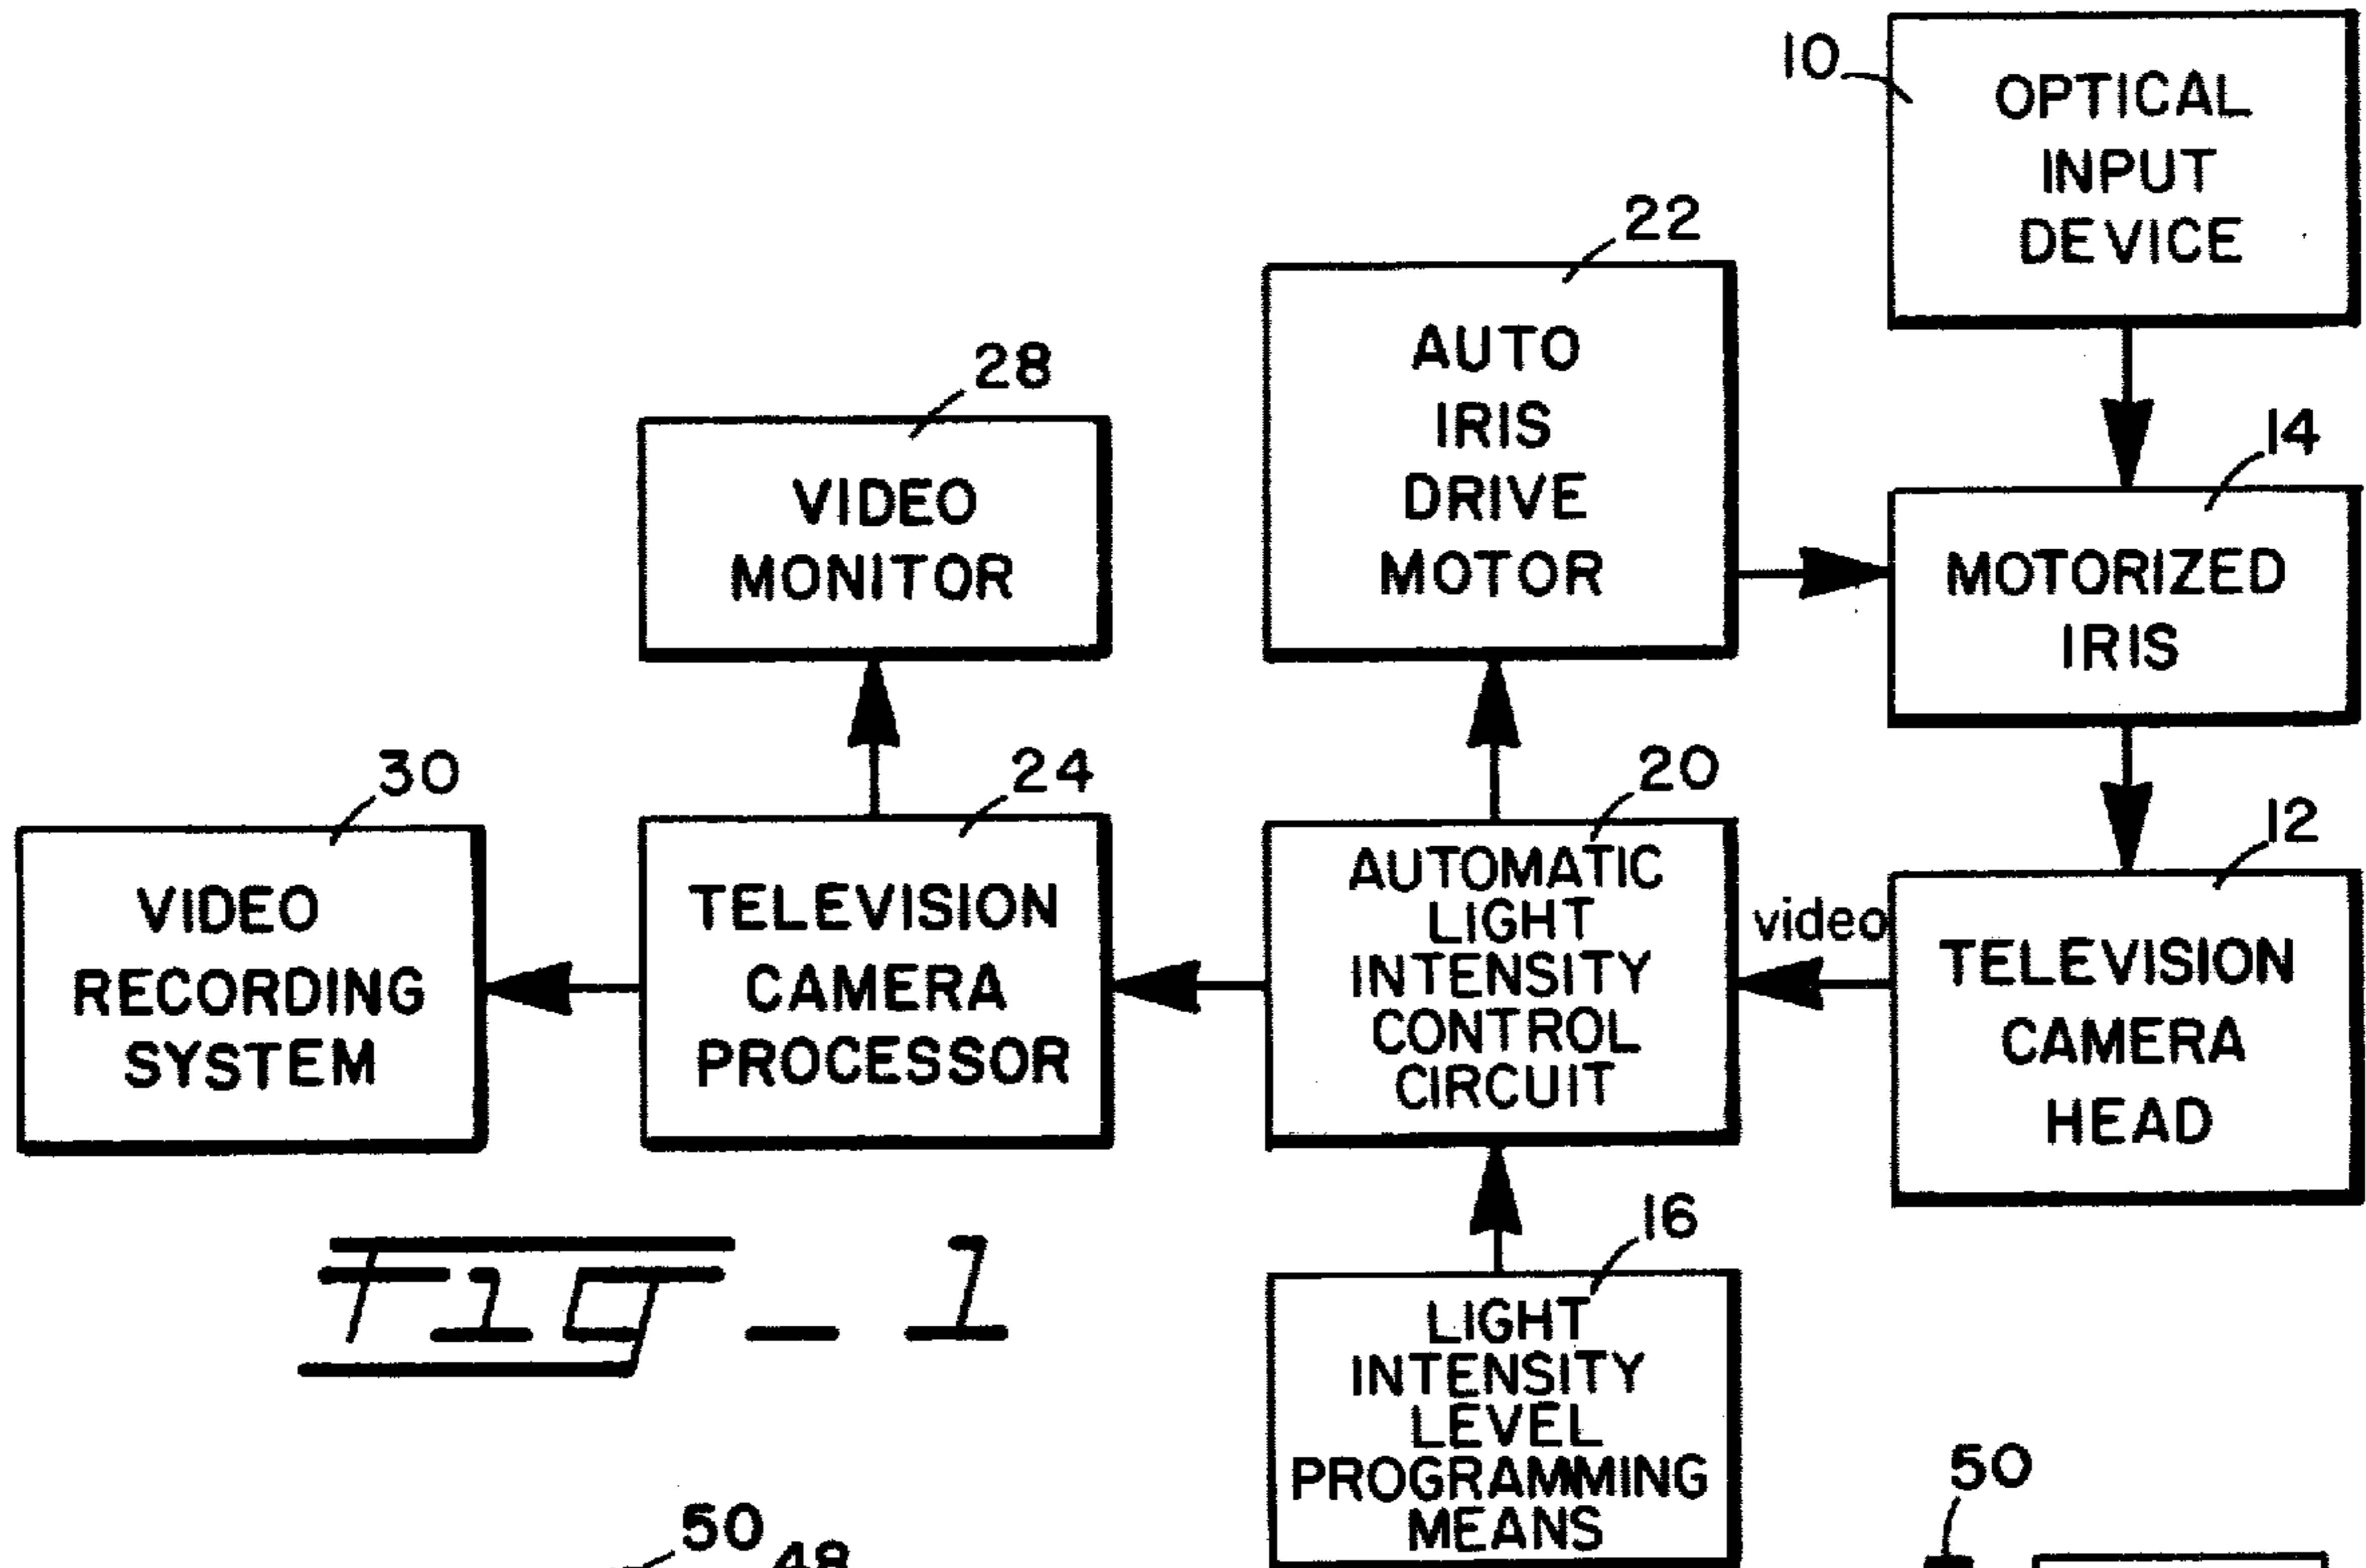 10
OPTICAL
INPUT
DEVICE
22
AUTO
IRIS
DRIVE
MOTOR
28
VIDEO
MONITOR
14
MOTORIZED
IRIS
30
VIDEO
RECORDING
SYSTEM
24
TELEVISION
CAMERA
PROCESSOR
20
AUTOMATIC
LIGHT
INTENSITY
CONTROL
CIRCUIT
video
12
TELEVISION
CAMERA
HEAD
16
LIGHT
INTENSITY
LEVEL
PROGRAMMING
MEANS
FIG_1
50
48
50